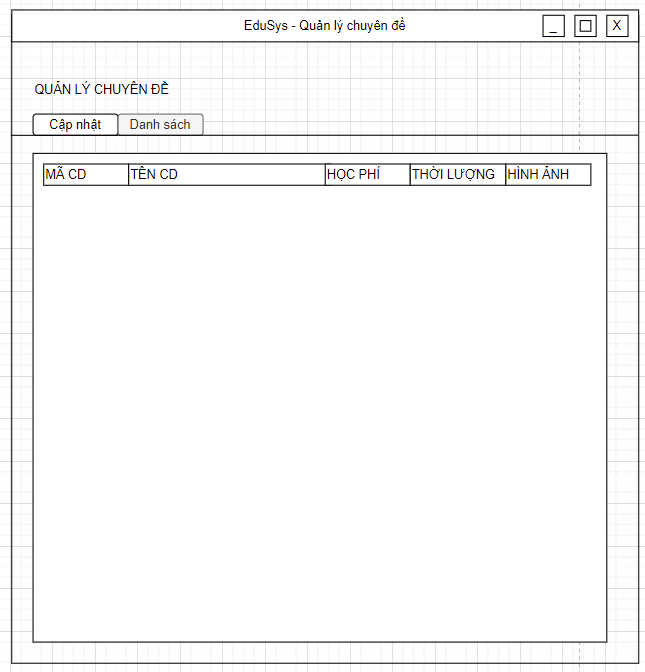 EduSys - Quản lý chuyên đề _ X
QUẢN LÝ CHUYÊN ĐỀ
Cập nhật Danh sách
MÃ CD TÊN CD HỌC PHÍ THỜI LƯỢNG HÌNH ẢNH